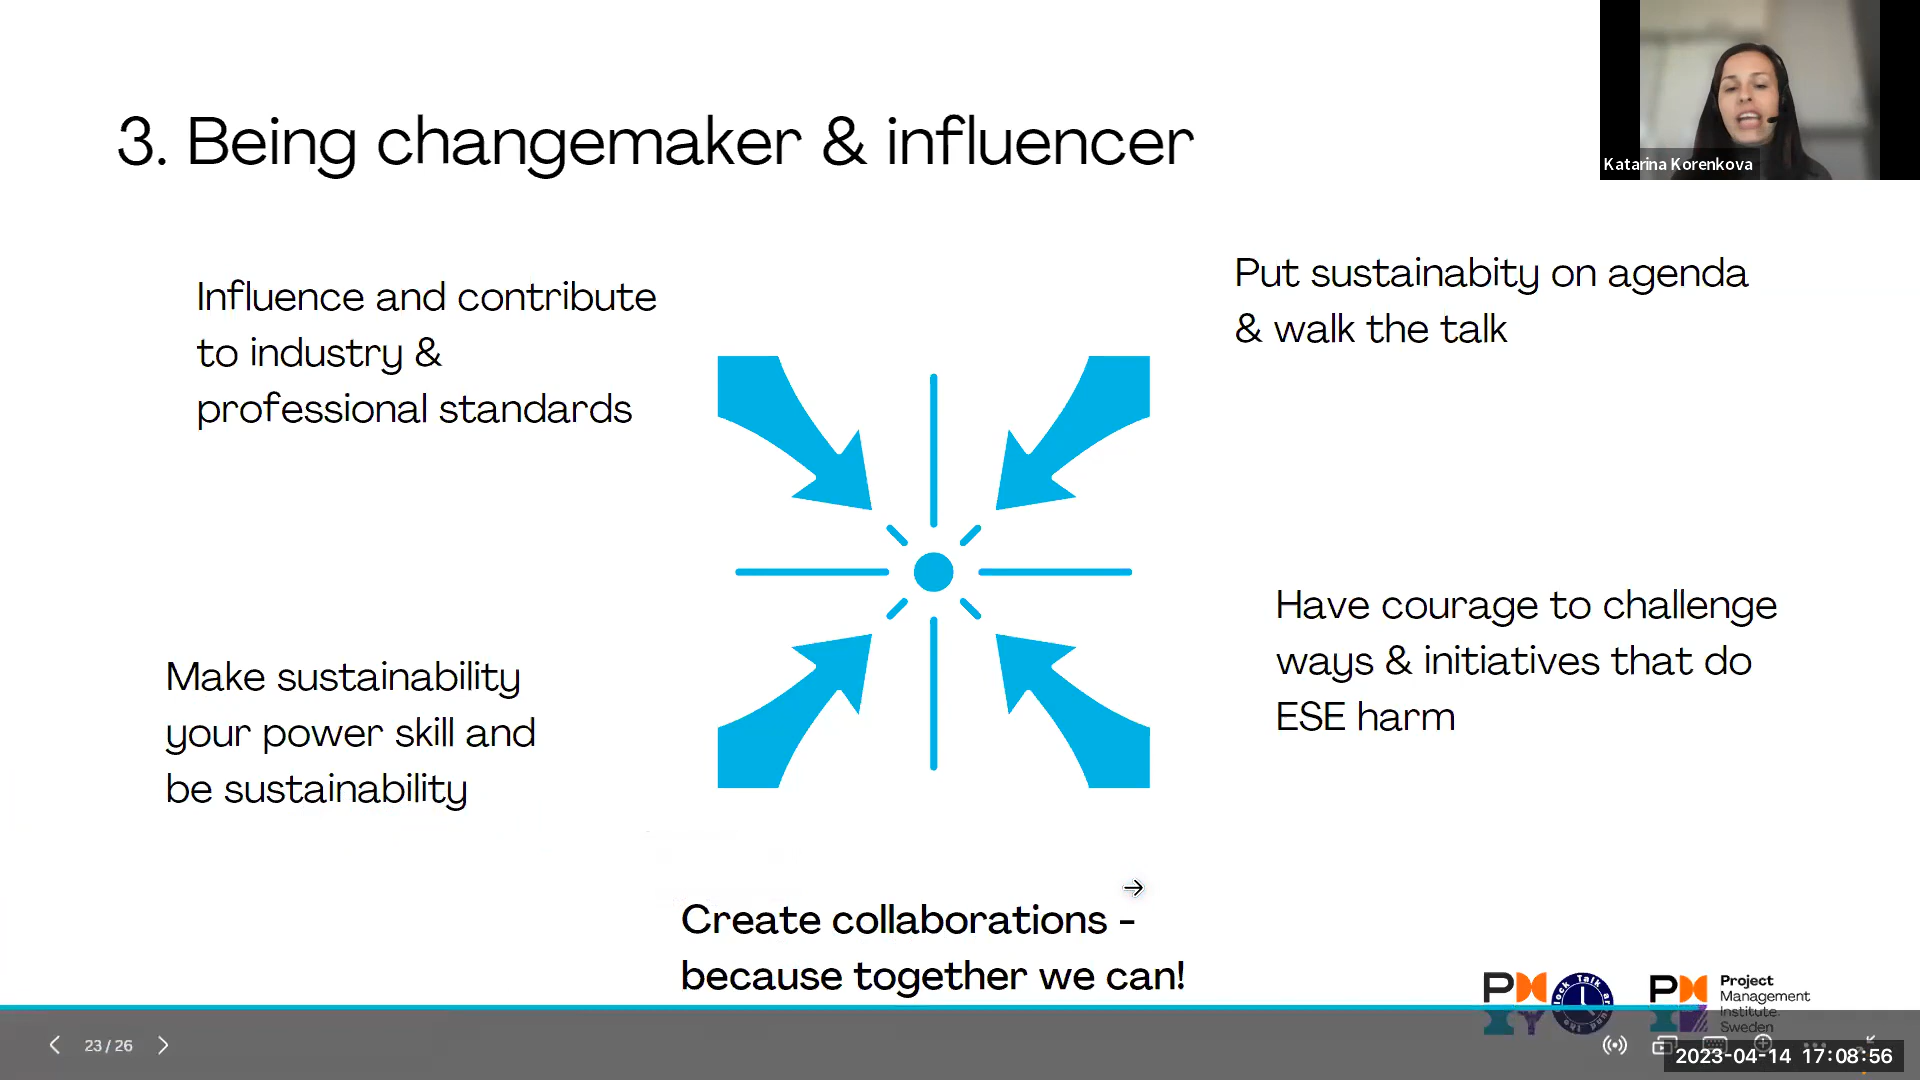 3. Being changemaker & influencer
Katarina Korenkova
Influence and contribute
to industry &
professional standards
Put sustainabity on agenda
& walk the talk
Make sustainability
your power skill and
be sustainability
Have courage to challenge
ways & initiatives that do
ESE harm
Create collaborations -
because together we can!
Project
Management
Institute.
Sweden
23 / 26
2023-04-14 17:08:56